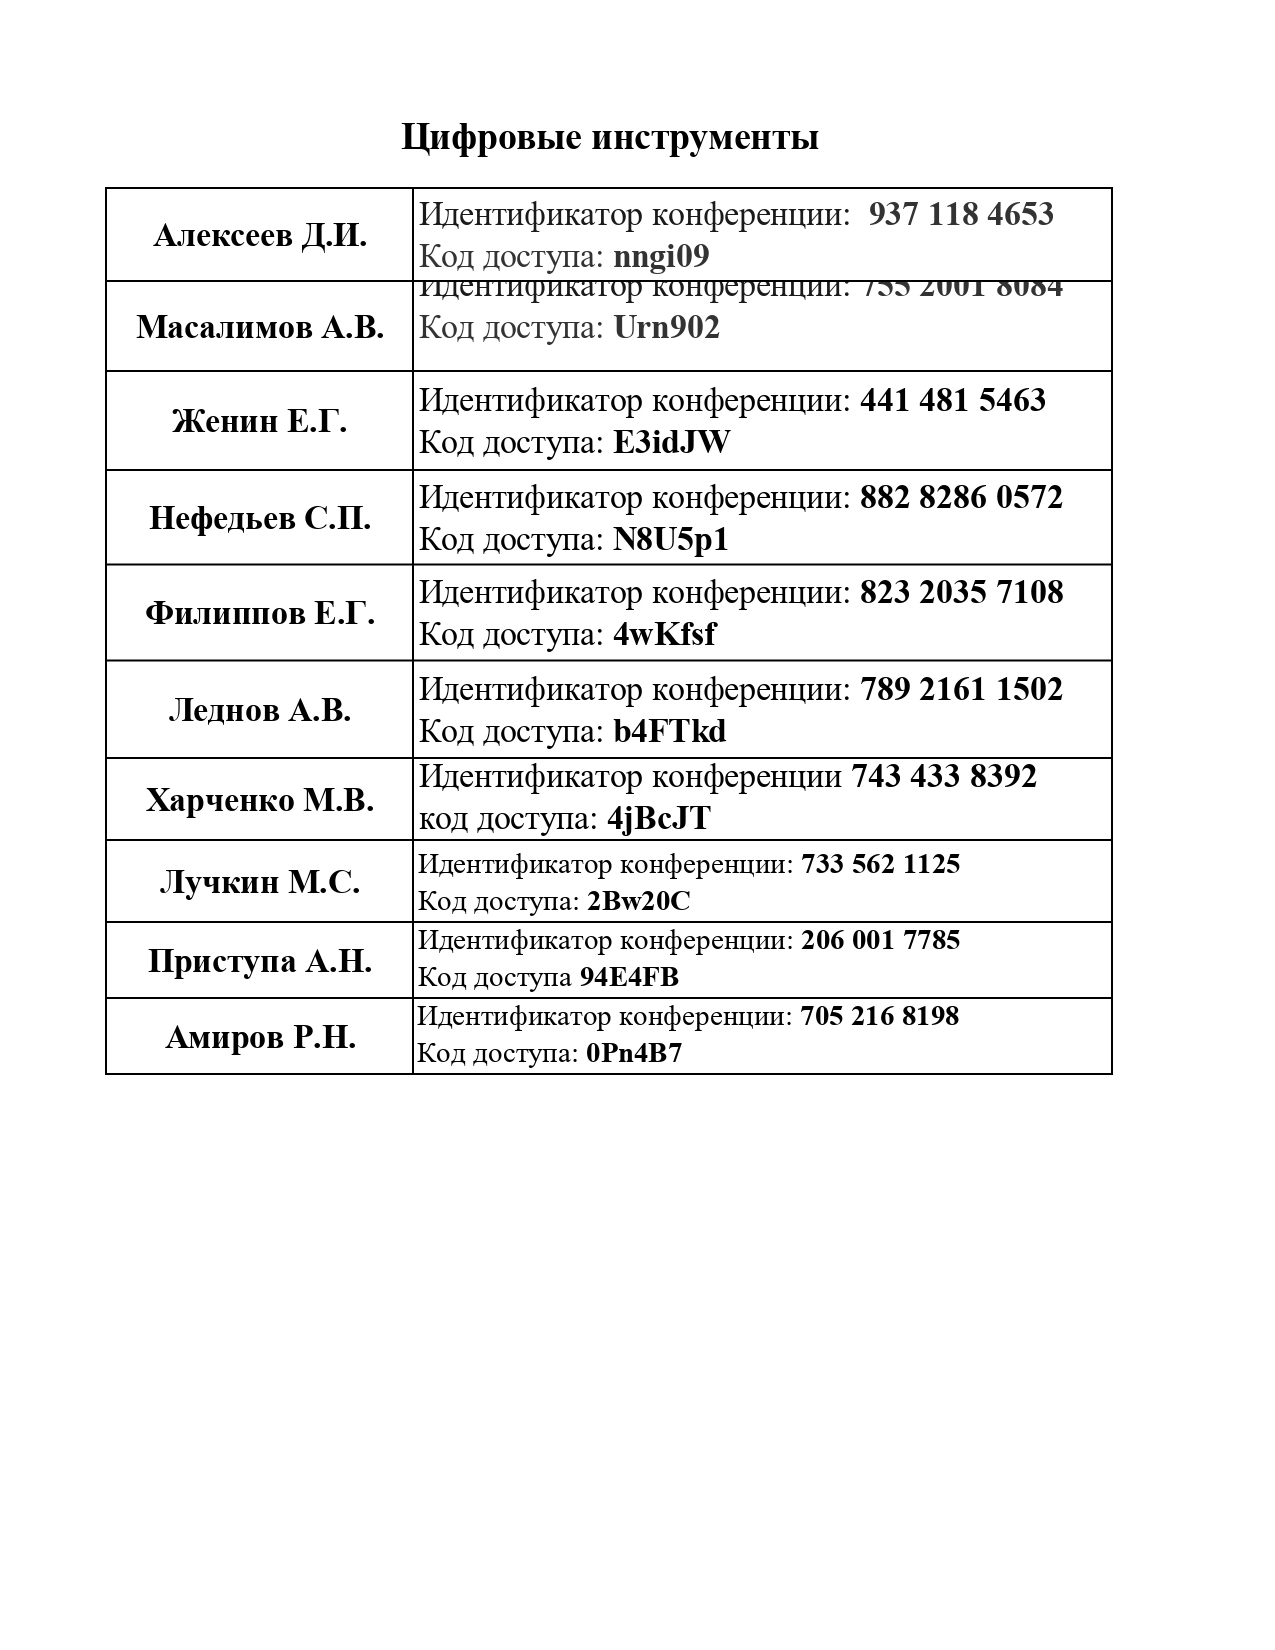 Цифровые инструменты
Алексеев Д.И.
Идентификатор конференции: 937 118 4653
Код доступа: nngi09
Масалимов А.В.
Идентификатор конференции: 755 2001 8084
Код доступа: Urn902
Женин Е.Г.
Идентификатор конференции: 441 481 5463
Код доступа: E3idJW
Нефедьев С.П.
Идентификатор конференции: 882 8286 0572
Код доступа: N8U5p1
Филиппов Е.Г.
Идентификатор конференции: 823 2035 7108
Код доступа: 4wKfsf
Леднов А.В.
Идентификатор конференции: 789 2161 1502
Код доступа: b4FTkd
Харченко М.В.
Идентификатор конференции 743 433 8392
код доступа: 4jBcJT
Лучкин М.С.
Идентификатор конференции: 733 562 1125
Код доступа: 2Bw20C
Приступа А.Н.
Идентификатор конференции: 206 001 7785
Код доступа 94E4FB
Амиров Р.Н.
Идентификатор конференции: 705 216 8198
Код доступа: 0Pn4B7